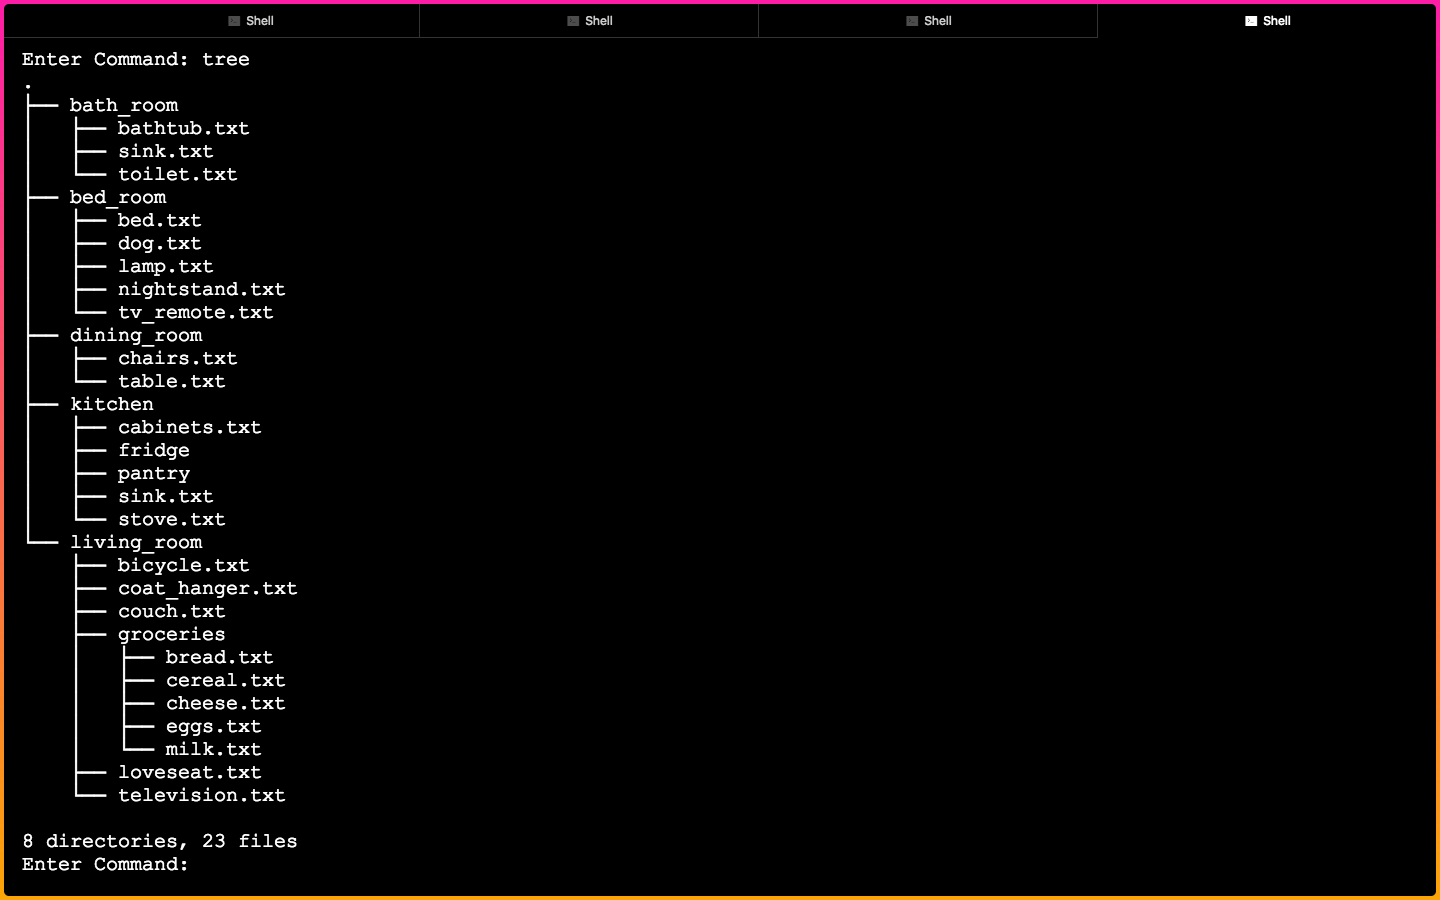 Shell Shell Shell Shell
Enter Command: tree
.
├── bath_room
│   ├── bathtub.txt
│   ├── sink.txt
│   └── toilet.txt
├── bed_room
│   ├── bed.txt
│   ├── dog.txt
│   ├── lamp.txt
│   ├── nightstand.txt
│   └── tv_remote.txt
├── dining_room
│   ├── chairs.txt
│   └── table.txt
├── kitchen
│   ├── cabinets.txt
│   ├── fridge
│   ├── pantry
│   ├── sink.txt
│   └── stove.txt
└── living_room
    ├── bicycle.txt
    ├── coat_hanger.txt
    ├── couch.txt
    ├── groceries
    │   ├── bread.txt
    │   ├── cereal.txt
    │   ├── cheese.txt
    │   ├── eggs.txt
    │   └── milk.txt
    ├── loveseat.txt
    └── television.txt

8 directories, 23 files
Enter Command: